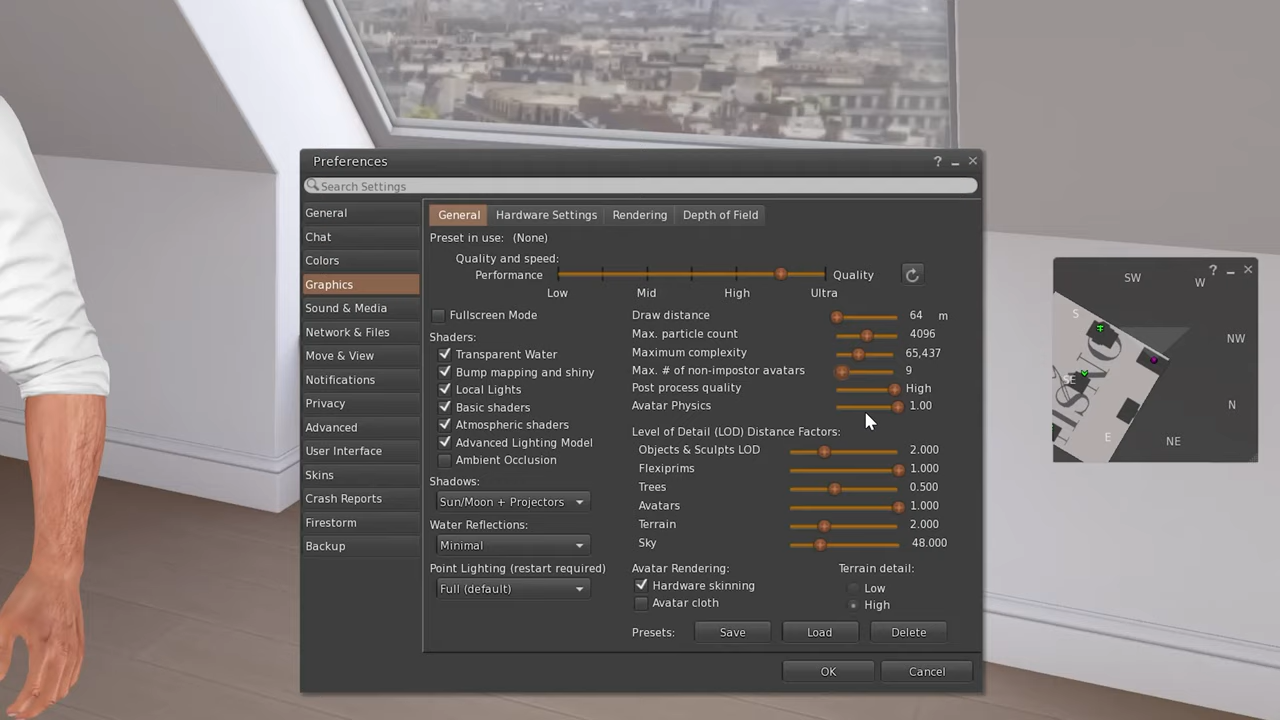 Preferences
?
Search Settings
General
Chat
Colors
Graphics
Sound & Media
Network & Files
Move & View
Notifications
Privacy
Advanced
User Interface
Skins
Crash Reports
Firestorm
Backup
General Hardware Settings Rendering Depth of Field
Preset in use: (None)
Quality and speed:
Performance Quality
Low Mid High Ultra
Fullscreen Mode
Shaders:
Transparent Water
Bump mapping and shiny
Local Lights
Basic shaders
Atmospheric shaders
Advanced Lighting Model
Ambient Occlusion
Shadows:
Sun/Moon + Projectors
Water Reflections:
Minimal
Point Lighting (restart required)
Full (default)
Draw distance 64 m
Max. particle count 4096
Maximum complexity 65,437
Max. # of non-impostor avatars 9
Post process quality High
Avatar Physics 1.00
Level of Detail (LOD) Distance Factors:
Objects & Sculpts LOD 2.000
Flexiprims 1.000
Trees 0.500
Avatars 1.000
Terrain 2.000
Sky 48.000
Avatar Rendering:
Hardware skinning
Avatar cloth
Terrain detail:
Low
High
Presets: Save Load Delete
OK Cancel
?
SW W
S
NW
SE N
E NE